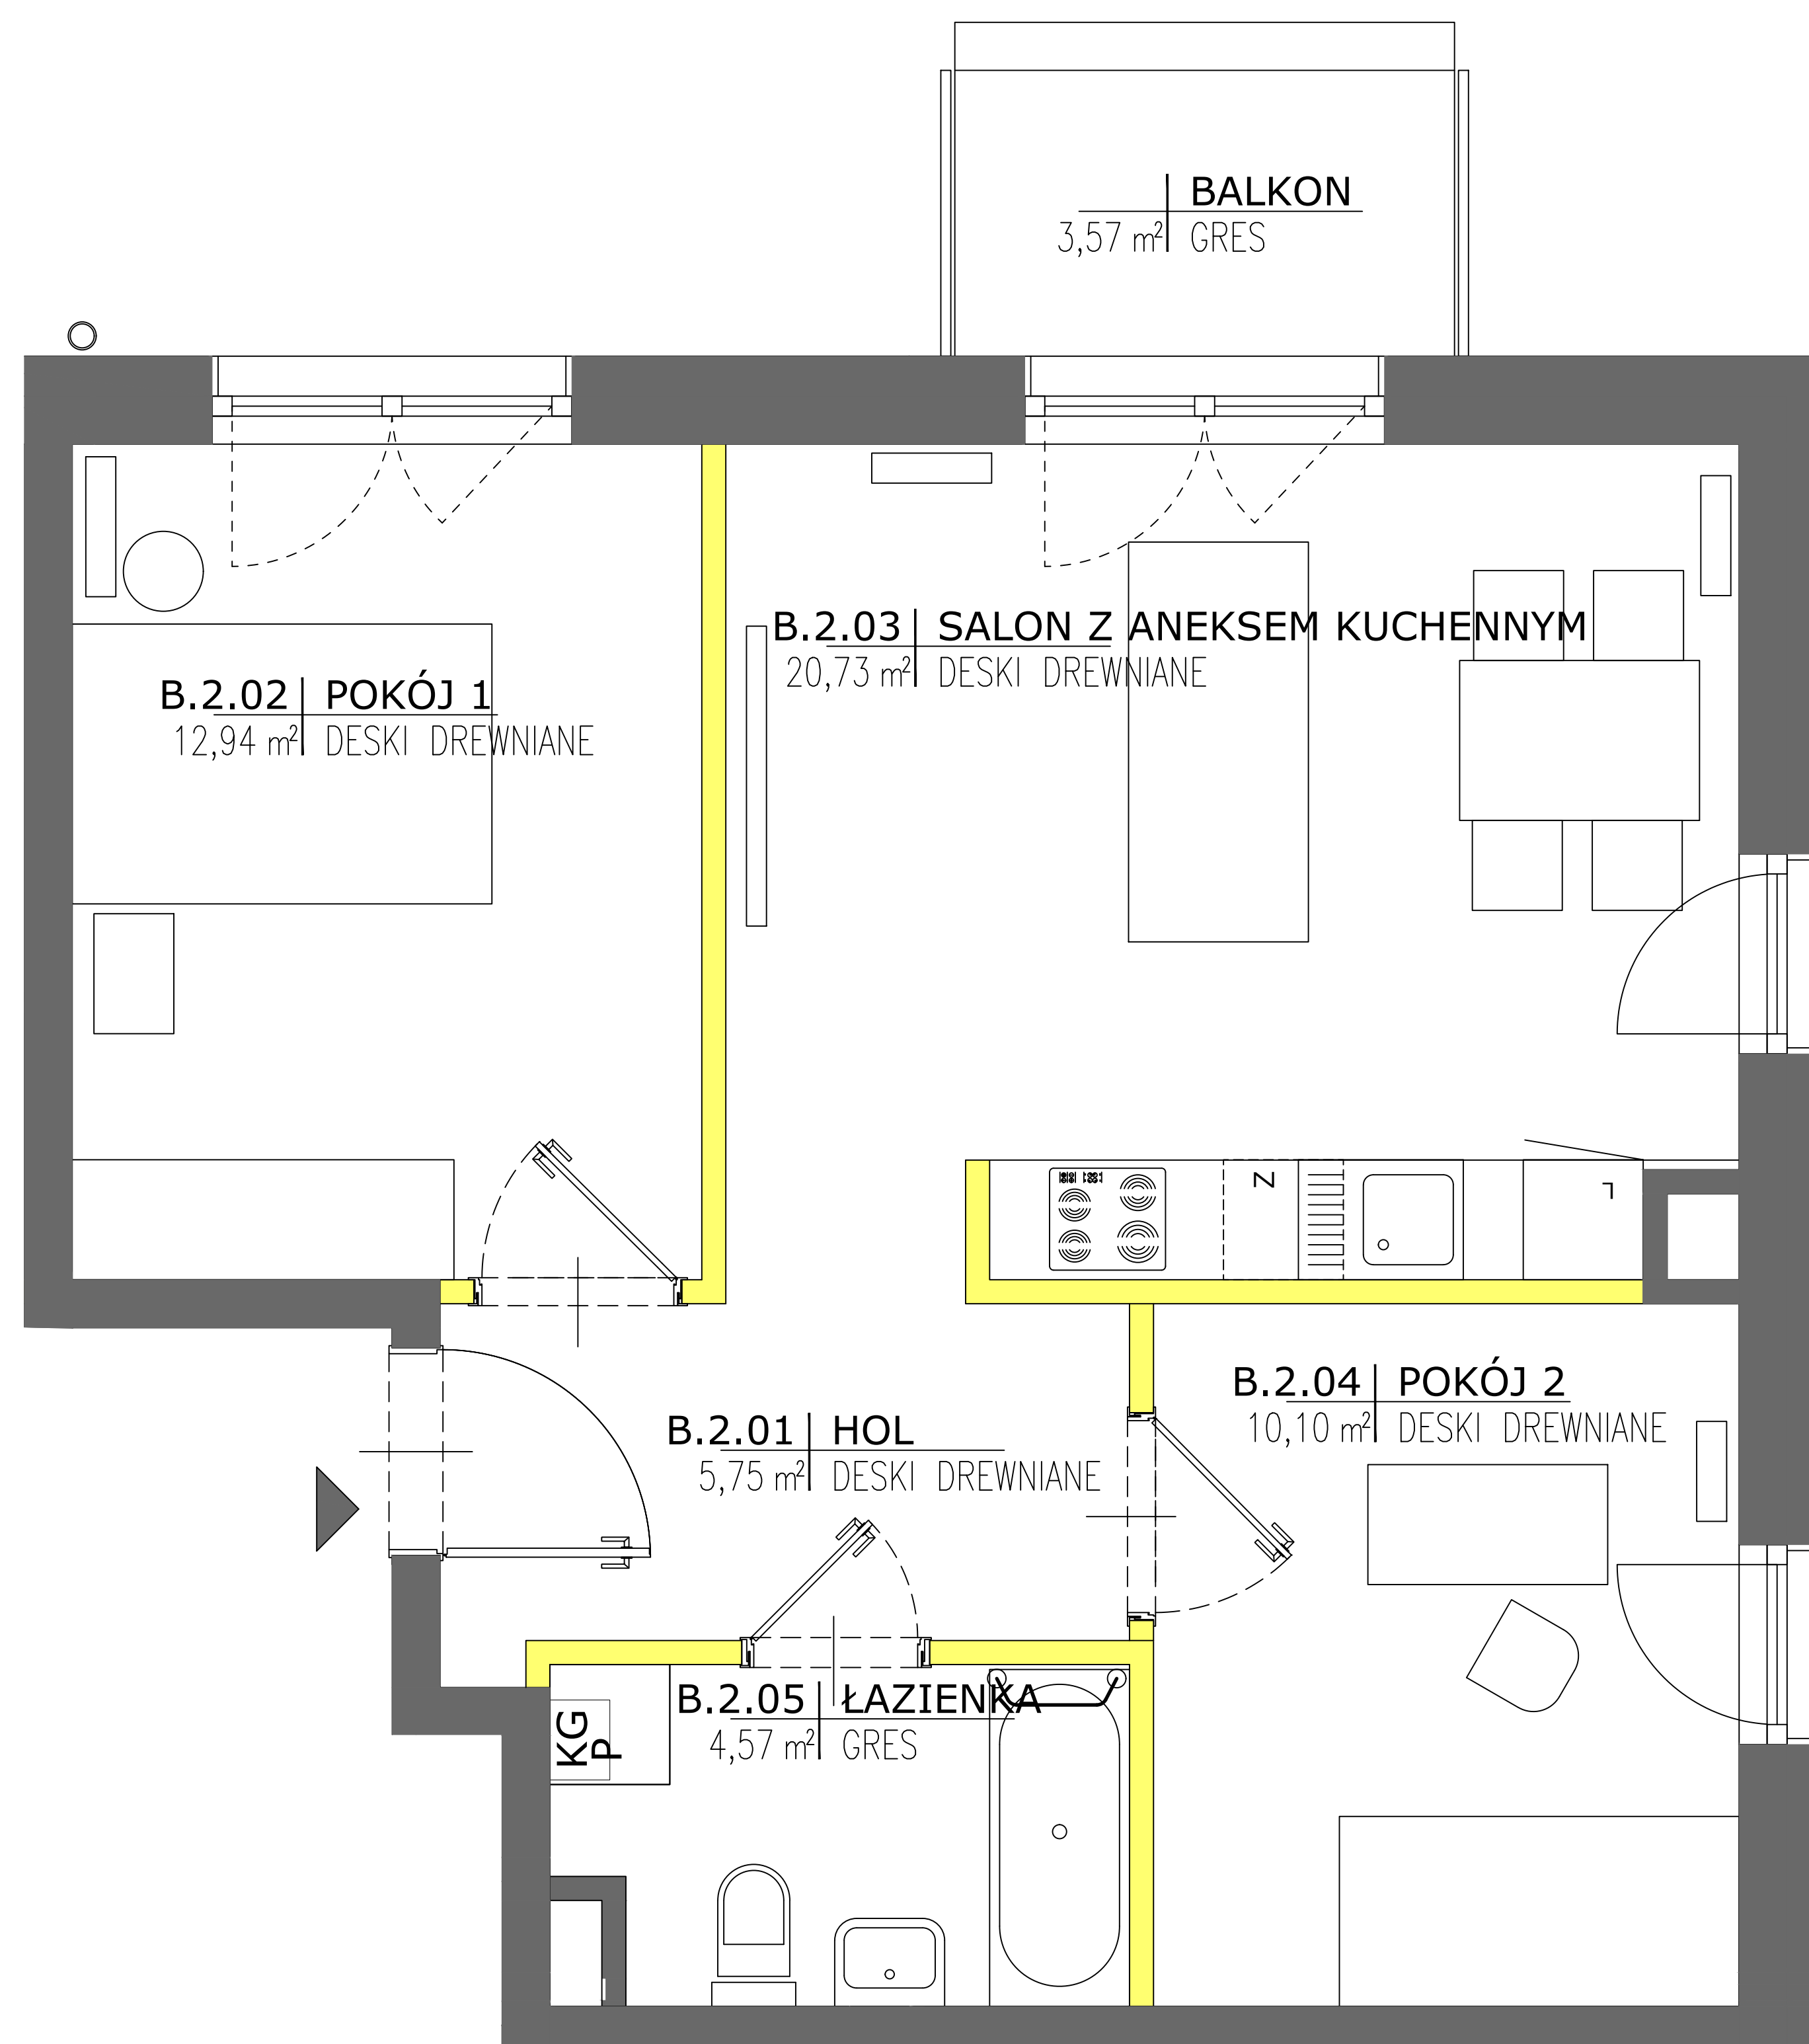 BALKON
3,57 m² GRES
B.2.03 SALON Z ANEKSEM KUCHENNYM
20,73 m² DESKI DREWNIANE
B.2.02 POKÓJ 1
12,94 m² DESKI DREWNIANE
Z
L
B.2.04 POKÓJ 2
10,10 m² DESKI DREWNIANE
B.2.01 HOL
5,75 m² DESKI DREWNIANE
B.2.05 ŁAZIENKA
4,57 m² GRES
KG
P